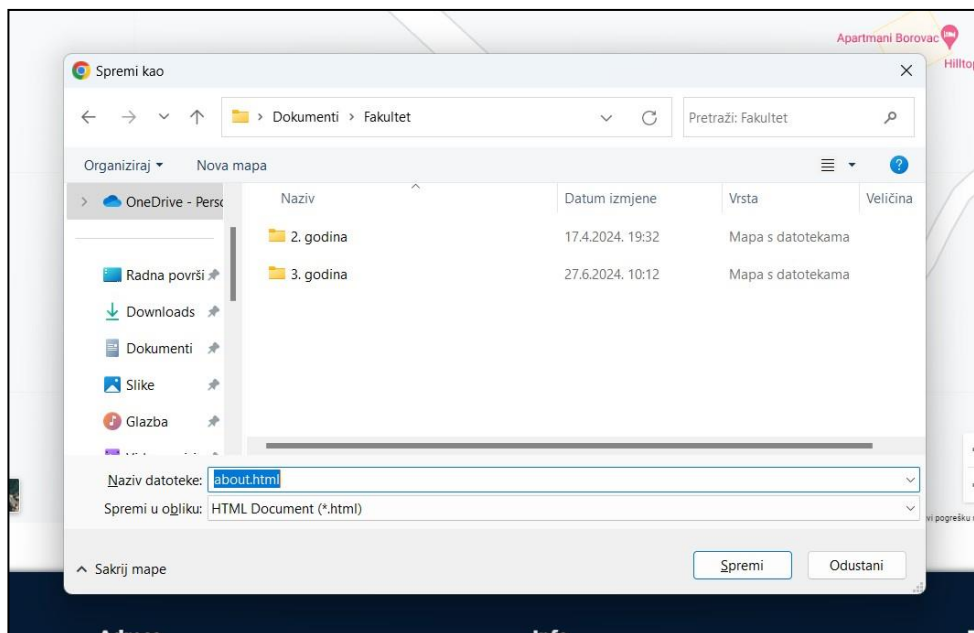 Apartmani Borovac
Hilltop
Spremi kao
Dokumenti > Fakultet
Pretraži: Fakultet
Organiziraj
Nova mapa
OneDrive - Perso
Naziv
Datum izmjene
Vrsta
Veličina
2. godina
17.4.2024. 19:32
Mapa s datotekama
3. godina
27.6.2024. 10:12
Mapa s datotekama
Radna površi
Downloads
Dokumenti
Slike
Glazba
Naziv datoteke: about.html
Spremi u obliku: HTML Document (*.html)
vi pogrešku
Sakrij mape
Spremi
Odustani